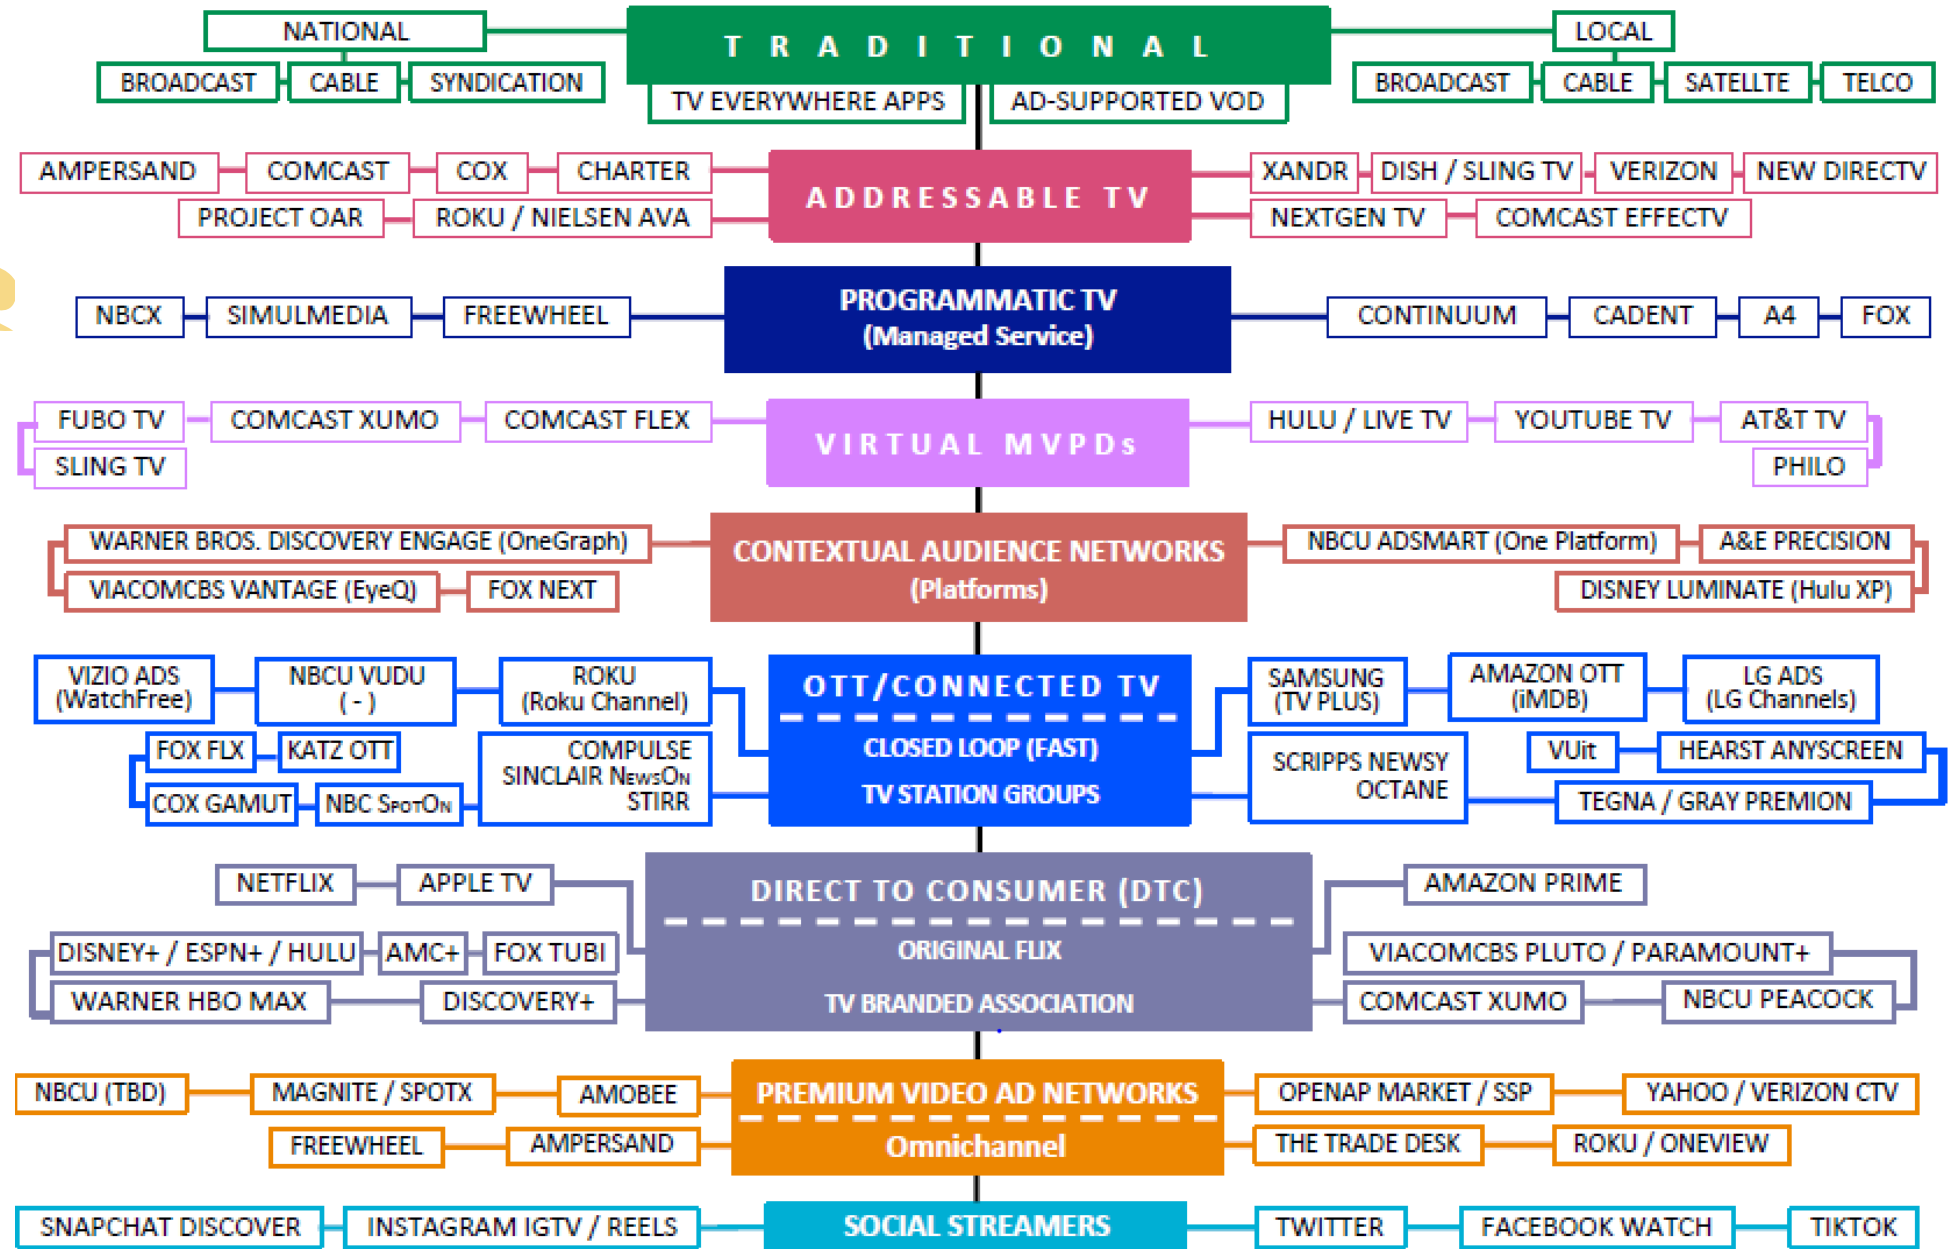 NATIONAL
TRADITIONAL
LOCAL
BROADCAST CABLE SYNDICATION
TV EVERYWHERE APPS AD-SUPPORTED VOD
BROADCAST CABLE SATELLTE TELCO
AMPERSAND COMCAST COX CHARTER
ADDRESSABLE TV
XANDR DISH / SLING TV VERIZON NEW DIRECTV
PROJECT OAR ROKU / NIELSEN AVA
NEXTGEN TV COMCAST EFFECTV
NBCX SIMULMEDIA FREEWHEEL
PROGRAMMATIC TV
(Managed Service)
CONTINUUM CADENT A4 FOX
FUBO TV COMCAST XUMO COMCAST FLEX
SLING TV
VIRTUAL MVPDs
HULU / LIVE TV YOUTUBE TV AT&T TV
PHILO
WARNER BROS. DISCOVERY ENGAGE (OneGraph)
VIACOMCBS VANTAGE (EyeQ) FOX NEXT
CONTEXTUAL AUDIENCE NETWORKS
(Platforms)
NBCU ADSMART (One Platform) A&E PRECISION
DISNEY LUMINATE (Hulu XP)
VIZIO ADS
(WatchFree)
NBCU VUDU
( - )
ROKU
(Roku Channel)
OTT/CONNECTED TV
SAMSUNG
(TV PLUS)
AMAZON OTT
(iMDB)
LG ADS
(LG Channels)
CLOSED LOOP (FAST)
FOX FLX KATZ OTT
COX GAMUT NBC SPOTON
COMPULSE
SINCLAIR NEWSON
STIRR
TV STATION GROUPS
SCRIPPS NEWSY
OCTANE
VUit HEARST ANYSCREEN
TEGNA / GRAY PREMION
NETFLIX APPLE TV
DIRECT TO CONSUMER (DTC)
AMAZON PRIME
ORIGINAL FLIX
DISNEY+ / ESPN+ / HULU AMC+ FOX TUBI
WARNER HBO MAX DISCOVERY+
TV BRANDED ASSOCIATION
VIACOMCBS PLUTO / PARAMOUNT+
COMCAST XUMO NBCU PEACOCK
NBCU (TBD) MAGNITE / SPOTX AMOBEE
PREMIUM VIDEO AD NETWORKS
OPENAP MARKET / SSP YAHOO / VERIZON CTV
FREEWHEEL AMPERSAND
Omnichannel
THE TRADE DESK ROKU / ONEVIEW
SNAPCHAT DISCOVER INSTAGRAM IGTV / REELS
SOCIAL STREAMERS
TWITTER FACEBOOK WATCH TIKTOK